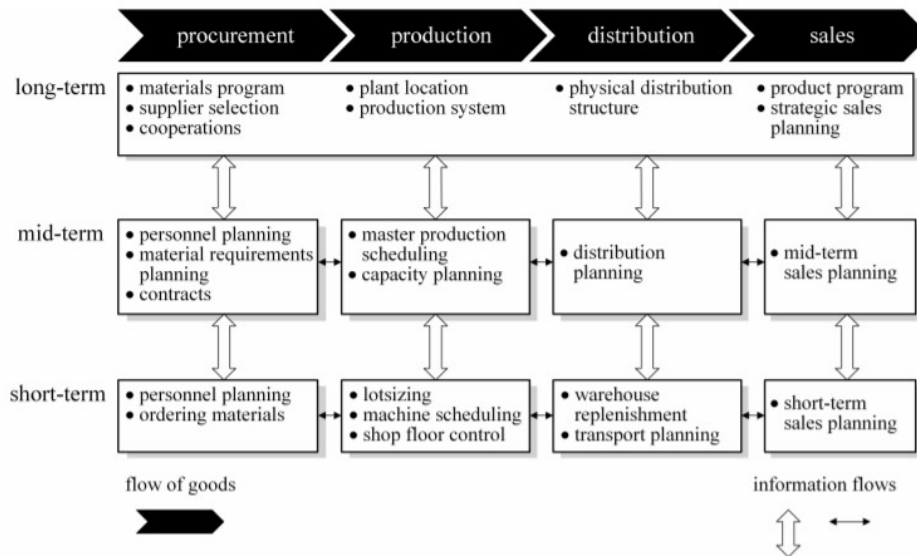 procurement
production
distribution
sales
long-term
• materials program
• supplier selection
• cooperations
• plant location
• production system
• physical distribution
structure
• product program
• strategic sales
planning
mid-term
• personnel planning
• material requirements
planning
• contracts
• master production
scheduling
• capacity planning
• distribution
planning
• mid-term
sales planning
short-term
• personnel planning
• ordering materials
• lotsizing
• machine scheduling
• shop floor control
• warehouse
replenishment
• transport planning
• short-term
sales planning
flow of goods
information flows